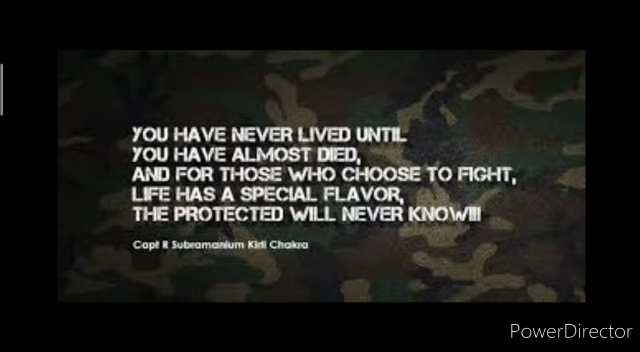 YOU HAVE NEVER LIVED UNTIL
YOU HAVE ALMOST DIED,
AND FOR THOSE WHO CHOOSE TO FIGHT,
LIFE HAS A SPECIAL FLAVOR,
THE PROTECTED WILL NEVER KNOW!!!
Capt R Subramanium Kirti Chakra
PowerDirector